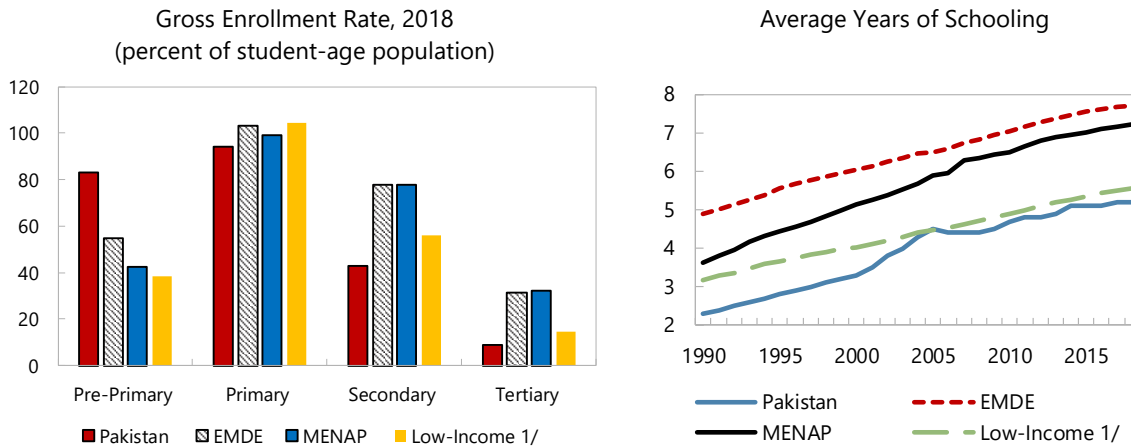 Gross Enrollment Rate, 2018
(percent of student-age population)
120
100
80
60
40
20
0
Pre-Primary Primary Secondary Tertiary
Pakistan EMDE MENAP Low-Income 1/
Average Years of Schooling
8
7
6
5
4
3
2
1990 1995 2000 2005 2010 2015
Pakistan EMDE
MENAP Low-Income 1/